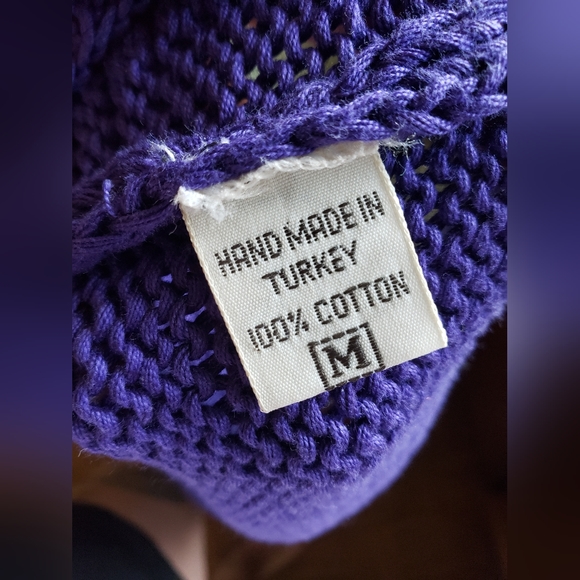 HAND MADE IN
TURKEY
100% COTTON
M